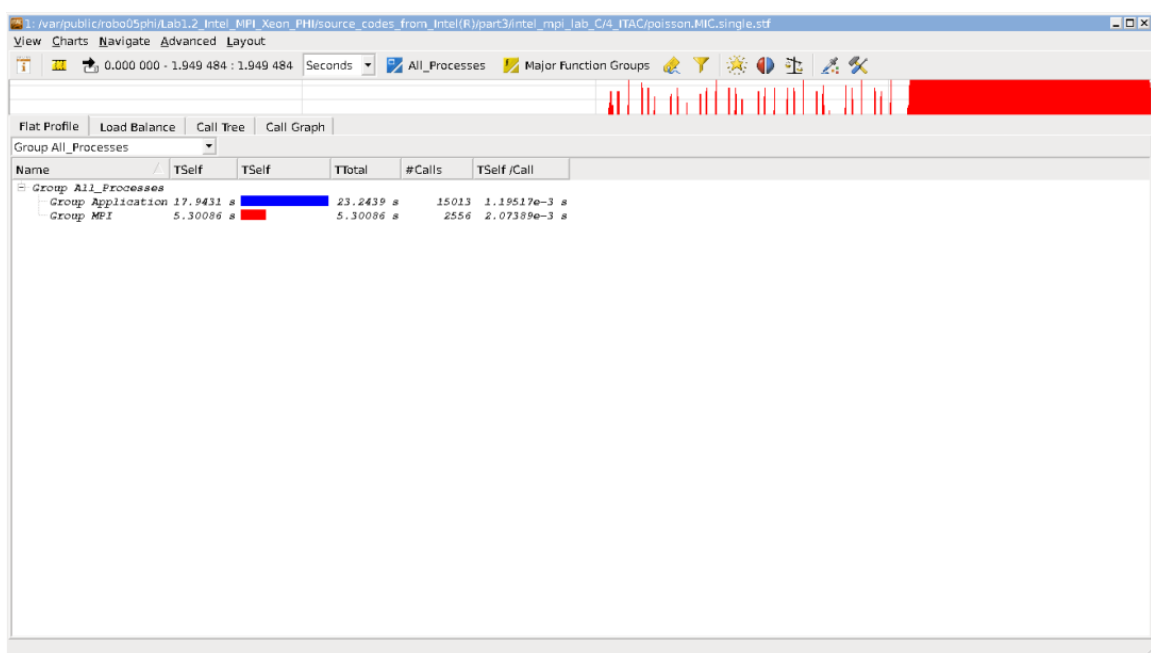 1: /var/public/robo05phi/Lab1.2_Intel_MPI_Xeon_PHI/source_codes_from_Intel(R)/part3/intel_mpi_lab_C/4_ITAC/poisson.MIC.single.stf
View Charts Navigate Advanced Layout
0.000 000 - 1.949 484 : 1.949 484 Seconds All_Processes Major Function Groups
Flat Profile Load Balance Call Tree Call Graph
Group All_Processes
Name TSelf TSelf TTotal #Calls TSelf /Call
Group All_Processes
Group Application 17.9431 s 23.2439 s 15013 1.19517e-3 s
Group MPI 5.30086 s 5.30086 s 2556 2.07389e-3 s